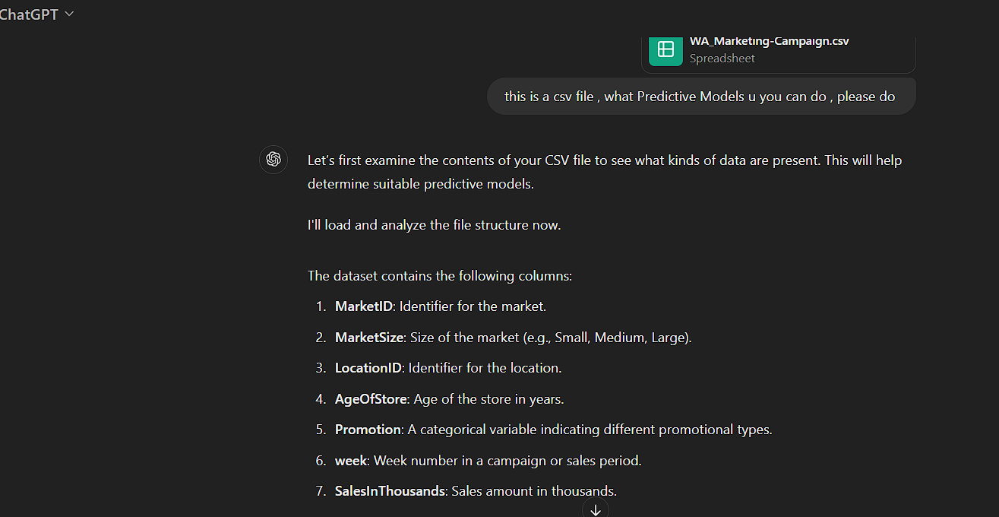 ChatGPT
WA_Marketing-Campaign.csv
Spreadsheet
this is a csv file , what Predictive Models u you can do , please do
Let's first examine the contents of your CSV file to see what kinds of data are present. This will help
determine suitable predictive models.
I'll load and analyze the file structure now.
The dataset contains the following columns:
1. MarketID: Identifier for the market.
2. MarketSize: Size of the market (e.g., Small, Medium, Large).
3. LocationID: Identifier for the location.
4. AgeOfStore: Age of the store in years.
5. Promotion: A categorical variable indicating different promotional types.
6. week: Week number in a campaign or sales period.
7. SalesInThousands: Sales amount in thousands.